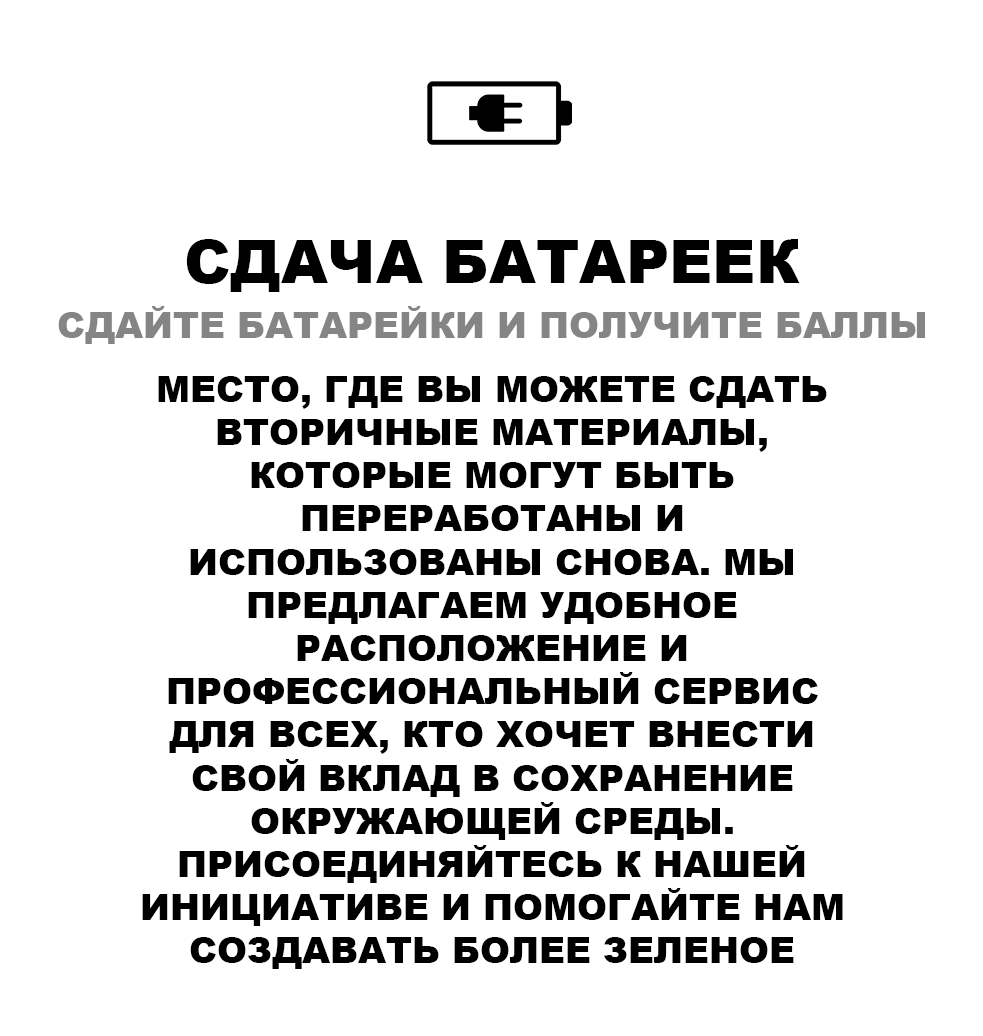 СДАЧА БАТАРЕЕК
СДАЙТЕ БАТАРЕЙКИ И ПОЛУЧИТЕ БАЛЛЫ
МЕСТО, ГДЕ ВЫ МОЖЕТЕ СДАТЬ
ВТОРИЧНЫЕ МАТЕРИАЛЫ,
КОТОРЫЕ МОГУТ БЫТЬ
ПЕРЕРАБОТАНЫ И
ИСПОЛЬЗОВАНЫ СНОВА. МЫ
ПРЕДЛАГАЕМ УДОБНОЕ
РАСПОЛОЖЕНИЕ И
ПРОФЕССИОНАЛЬНЫЙ СЕРВИС
ДЛЯ ВСЕХ, КТО ХОЧЕТ ВНЕСТИ
СВОЙ ВКЛАД В СОХРАНЕНИЕ
ОКРУЖАЮЩЕЙ СРЕДЫ.
ПРИСОЕДИНЯЙТЕСЬ К НАШЕЙ
ИНИЦИАТИВЕ И ПОМОГАЙТЕ НАМ
СОЗДАВАТЬ БОЛЕЕ ЗЕЛЕНОЕ